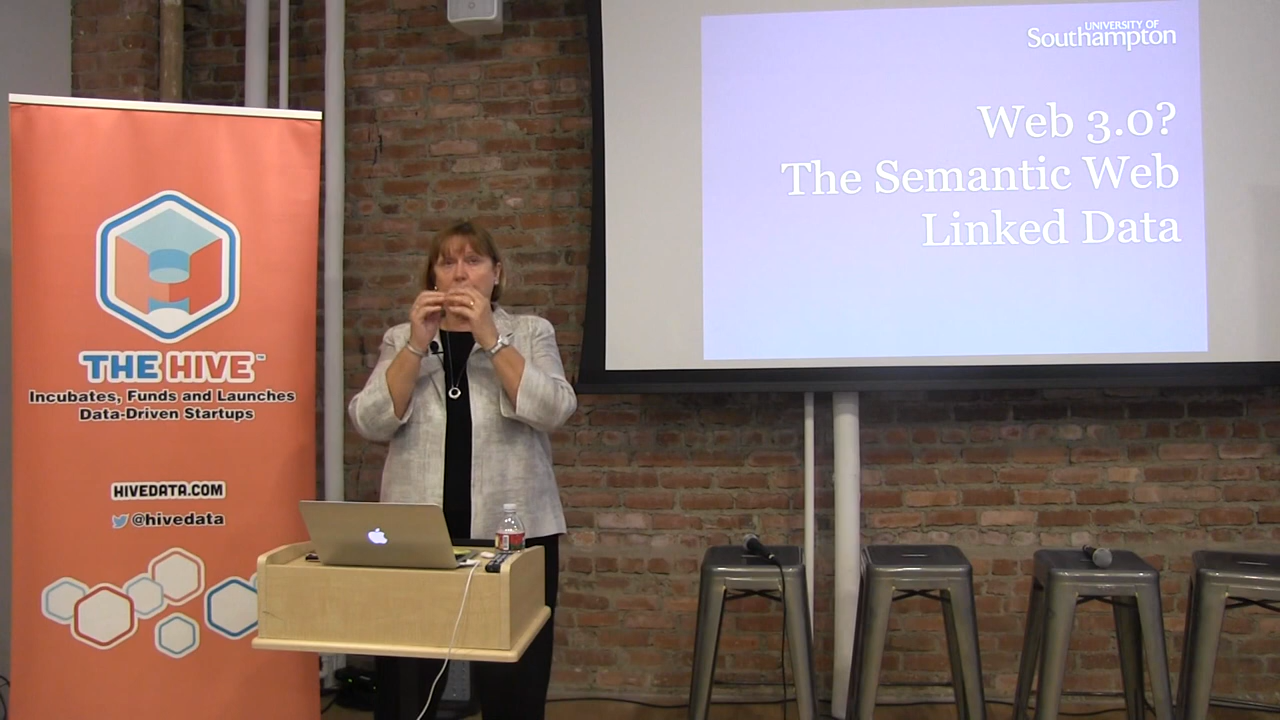 THE HIVE™
Incubates, Funds and Launches
Data-Driven Startups
HIVEDATA.COM
@hivedata
UNIVERSITY OF
Southampton
Web 3.0?
The Semantic Web
Linked Data